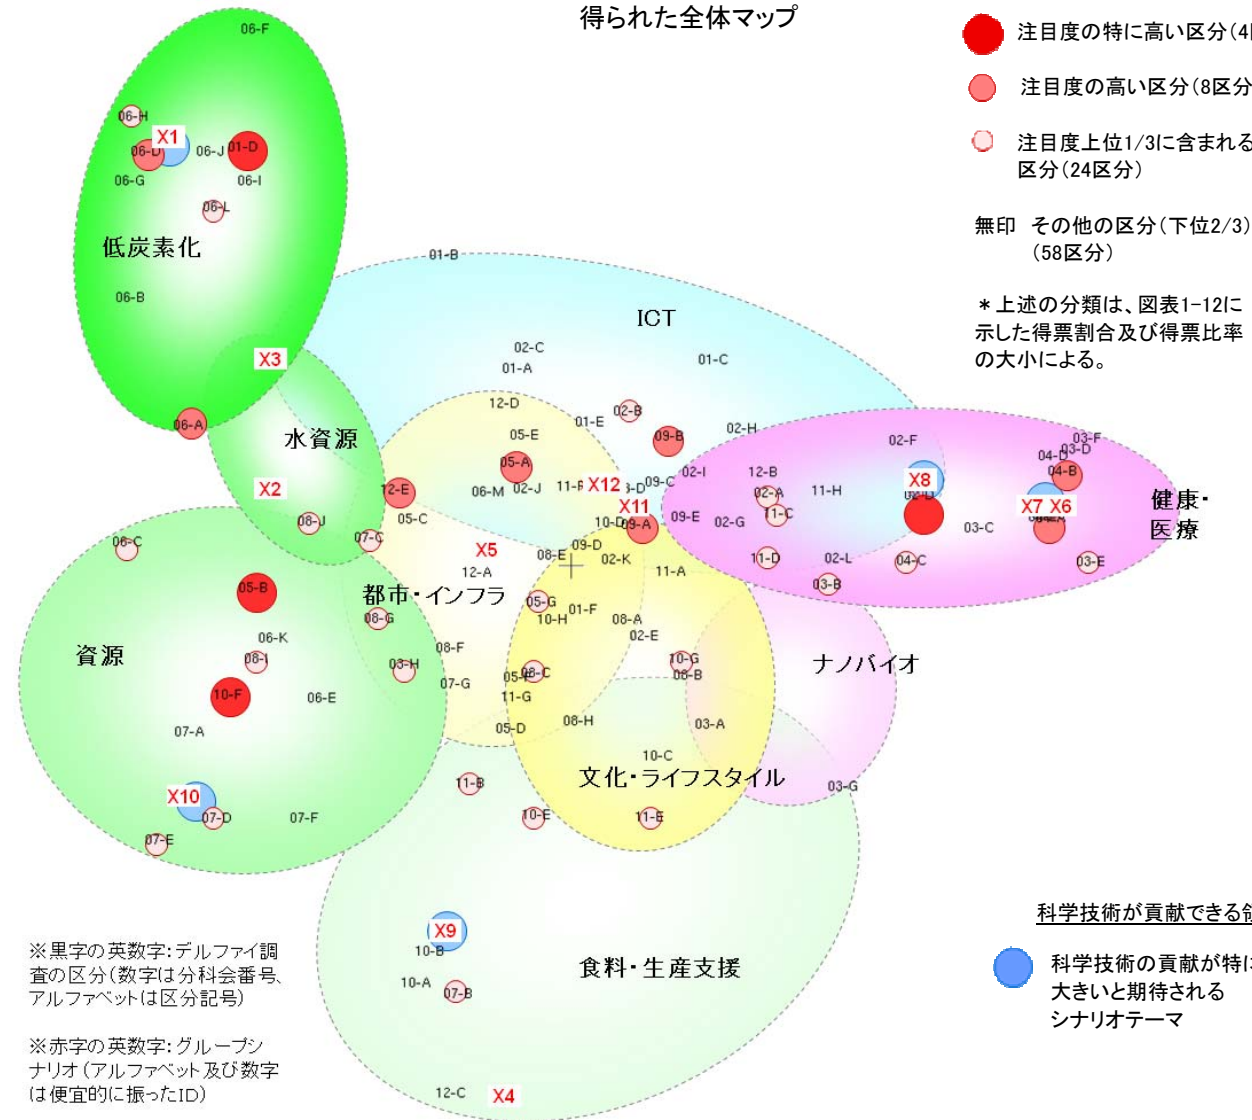 得られた全体マップ
注目度の特に高い区分(4
注目度の高い区分(8区分
注目度上位1/3に含まれる
区分(24区分)
無印 その他の区分(下位2/3)
(58区分)
*上述の分類は、図表1-12に
示した得票割合及び得票比率
の大小による。
06-F
06-H
X1
06-D
06-J
01-D
06-G
06-I
06-L
低炭素化
06-B
01-B
ICT
X3
02-C
01-C
01-A
06-A
水資源
12-D
01-E
02-B
02-H
05-E
09-B
02-F
03-F
03-D
04-D
05-A
02-I
12-B
04-B
X2
12-E
06-M
02-J
X12
09-C
02-A
11-H
X8
健康・
医療
X7
X6
08-J
05-C
X11
09-E
02-G
11-C
03-C
10-D
09-A
06-C
07-C
X5
08-E
09-D
02-K
11-D
02-L
04-C
03-E
12-A
11-A
03-B
05-B
都市・インフラ
05-G
01-F
08-G
10-H
08-A
06-K
02-E
資源
08-I
08-F
10-G
ナノバイオ
03-H
08-C
08-B
07-G
10-F
06-E
11-G
07-A
05-D
08-H
03-A
10-C
11-B
文化・ライフスタイル
03-G
X10
07-D
07-F
10-E
11-E
07-E
X9
10-B
食料・生産支援
10-A
07-B
12-C
X4
※黒字の英数字:デルファイ調
査の区分(数字は分科会番号、
アルファベットは区分記号)
※赤字の英数字:グループシ
ナリオ(アルファベット及び数字
は便宜的に振ったID)
科学技術が貢献できる
科学技術の貢献が特に
大きいと期待される
シナリオテーマ